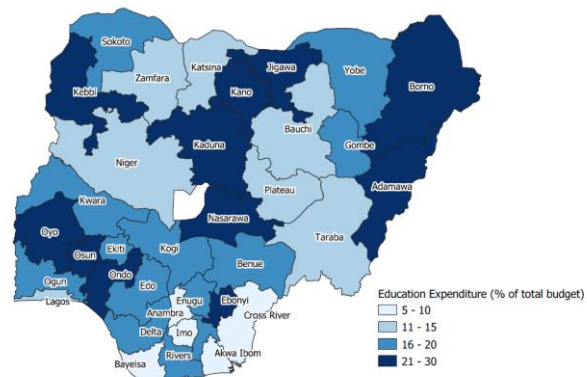 Sokoto
Katsina
Jigawa
Zamfara
Yobe
Borno
Kebbi
Kano
Bauchi
Gombe
Kaduna
Niger
Adamawa
Plateau
Kwara
Nasarawa
Taraba
Oyo
Kogi
Ekiti
Osun
Benue
Ondo
Ogun
Edo
Enugu
Ebonyi
Lagos
Anambra
Cross River
Delta
Imo
Rivers
Akwa Ibom
Bayelsa
Education Expenditure (% of total budget)
5 - 10
11 - 15
16 - 20
21 - 30